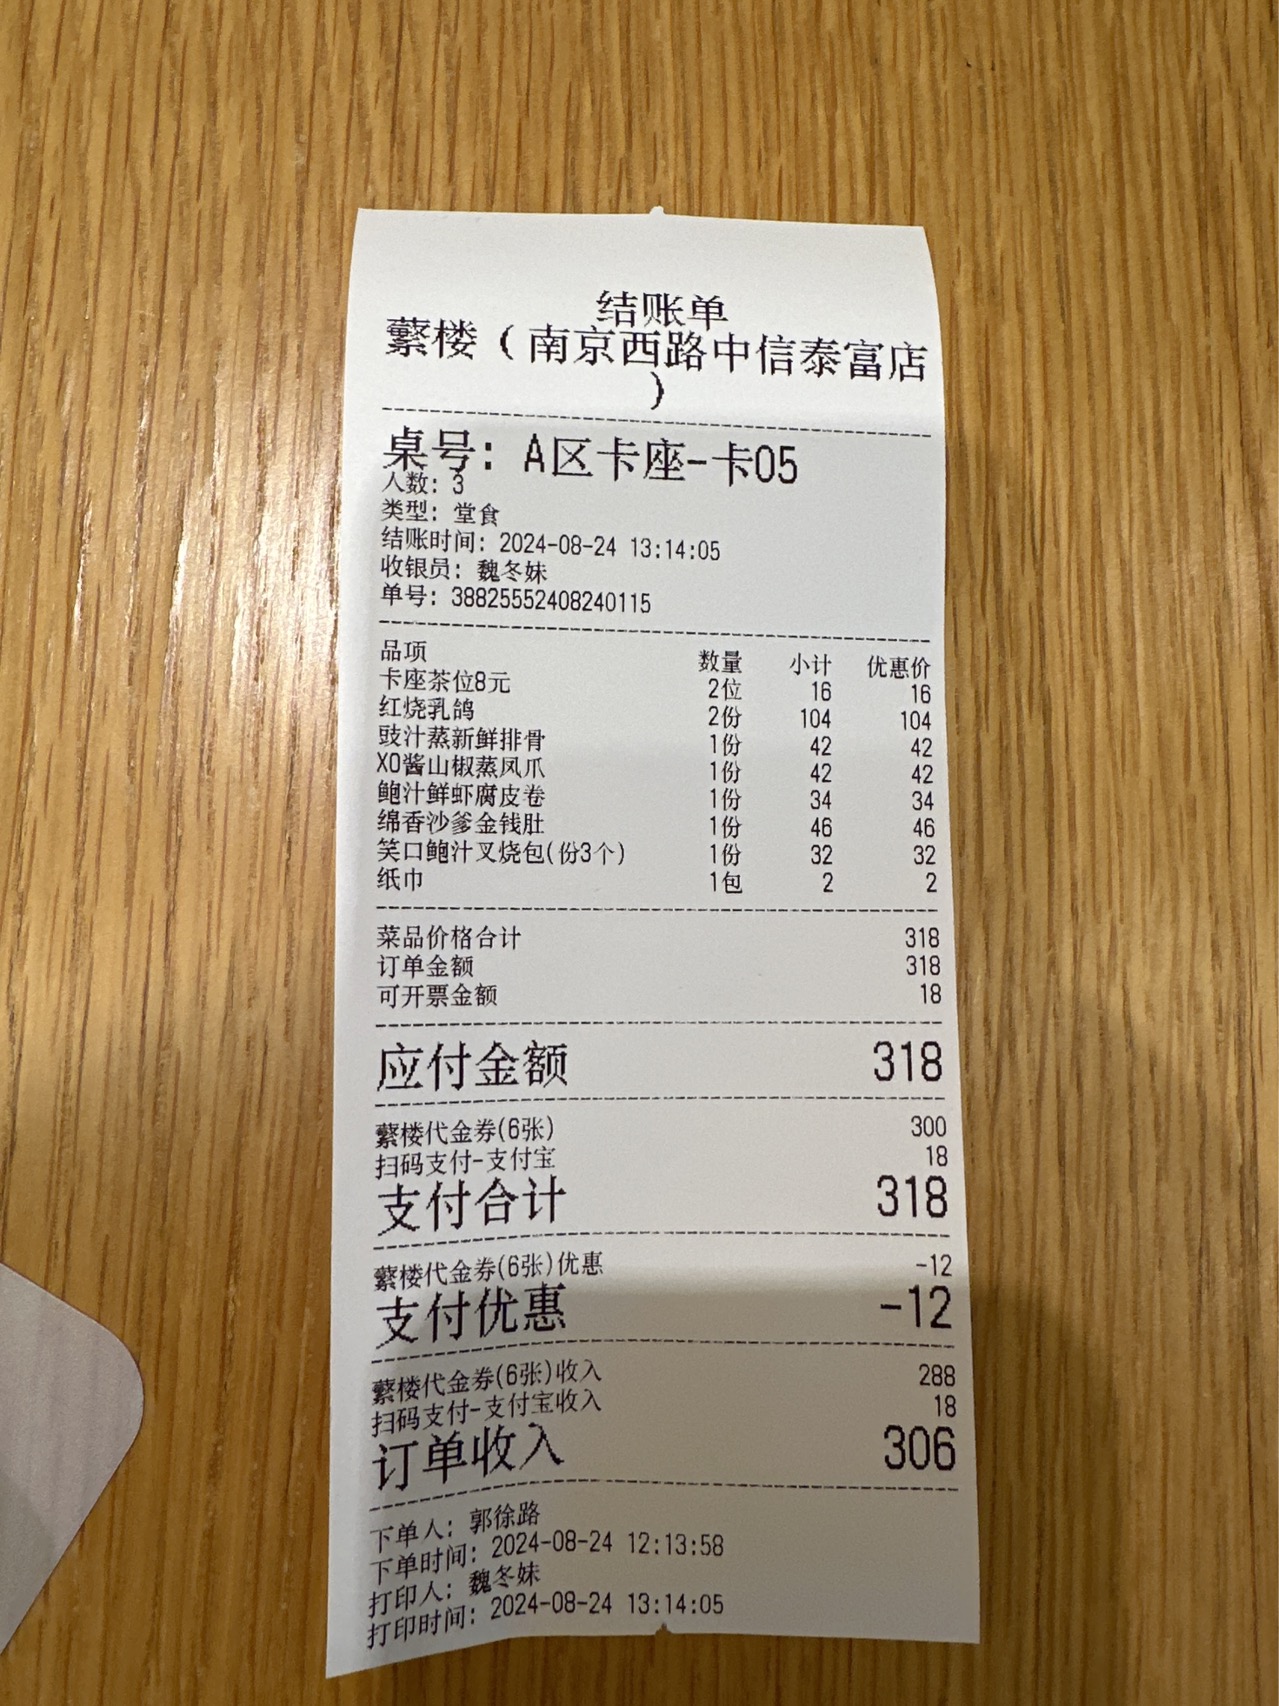 结账单
蘩楼（南京西路中信泰富店
）
桌号：A区卡座-卡05
人数：3
类型：堂食
结账时间：2024-08-24 13:14:05
收银员：魏冬妹
单号：38825552408240115
品项 数量 小计 优惠价
卡座茶位8元 2位 16 16
红烧乳鸽 2份 104 104
豉汁蒸新鲜排骨 1份 42 42
XO酱山椒蒸凤爪 1份 42 42
鲍汁鲜虾腐皮卷 1份 34 34
绵香沙爹金钱肚 1份 46 46
笑口鲍汁叉烧包(份3个) 1份 32 32
纸巾 1包 2 2
菜品价格合计 318
订单金额 318
可开票金额 18
应付金额 318
蘩楼代金券(6张) 300
扫码支付-支付宝 18
支付合计 318
蘩楼代金券(6张)优惠 -12
支付优惠 -12
蘩楼代金券(6张)收入 288
扫码支付-支付宝收入 18
订单收入 306
下单人：郭徐路
下单时间：2024-08-24 12:13:58
打印人：魏冬妹
打印时间：2024-08-24 13:14:05